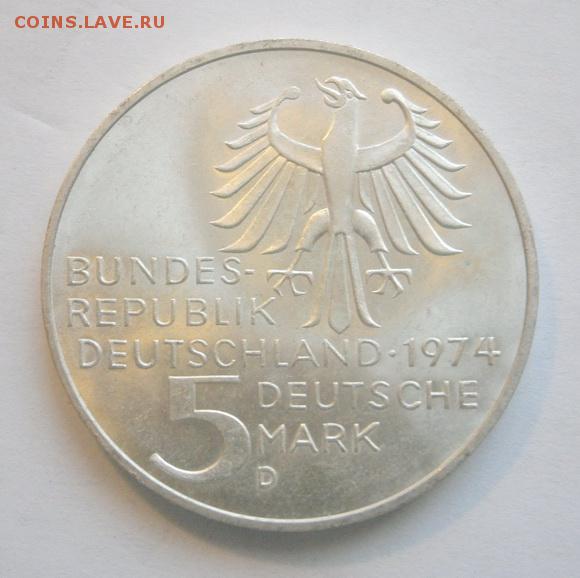 COINS.LAVE.RU
BUNDES-
REPUBLIK
DEUTSCHLAND·1974
5 DEUTSCHE
MARK
D